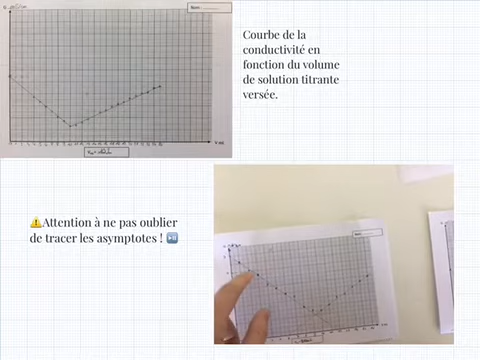 Courbe de la
conductivité en
fonction du volume
de solution titrante
versée.
⚠️Attention à ne pas oublier
de tracer les asymptotes ! ⏯️